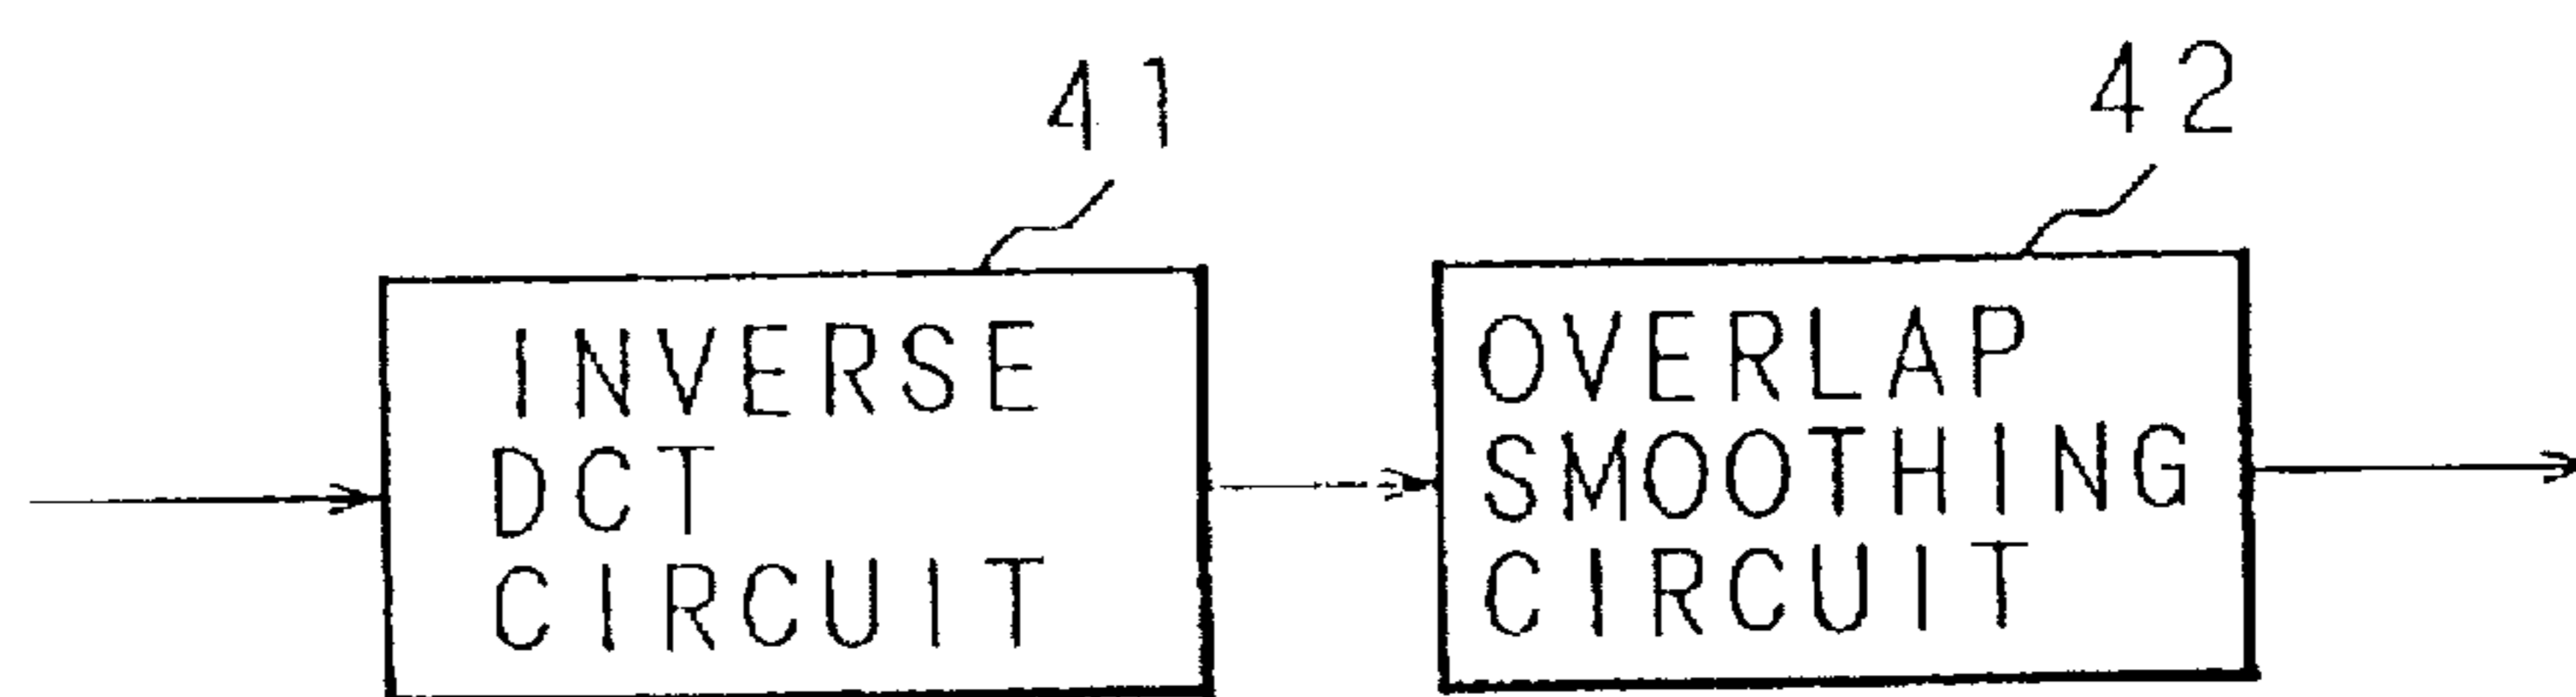 41
42
INVERSE
DCT
CIRCUIT
OVERLAP
SMOOTHING
CIRCUIT